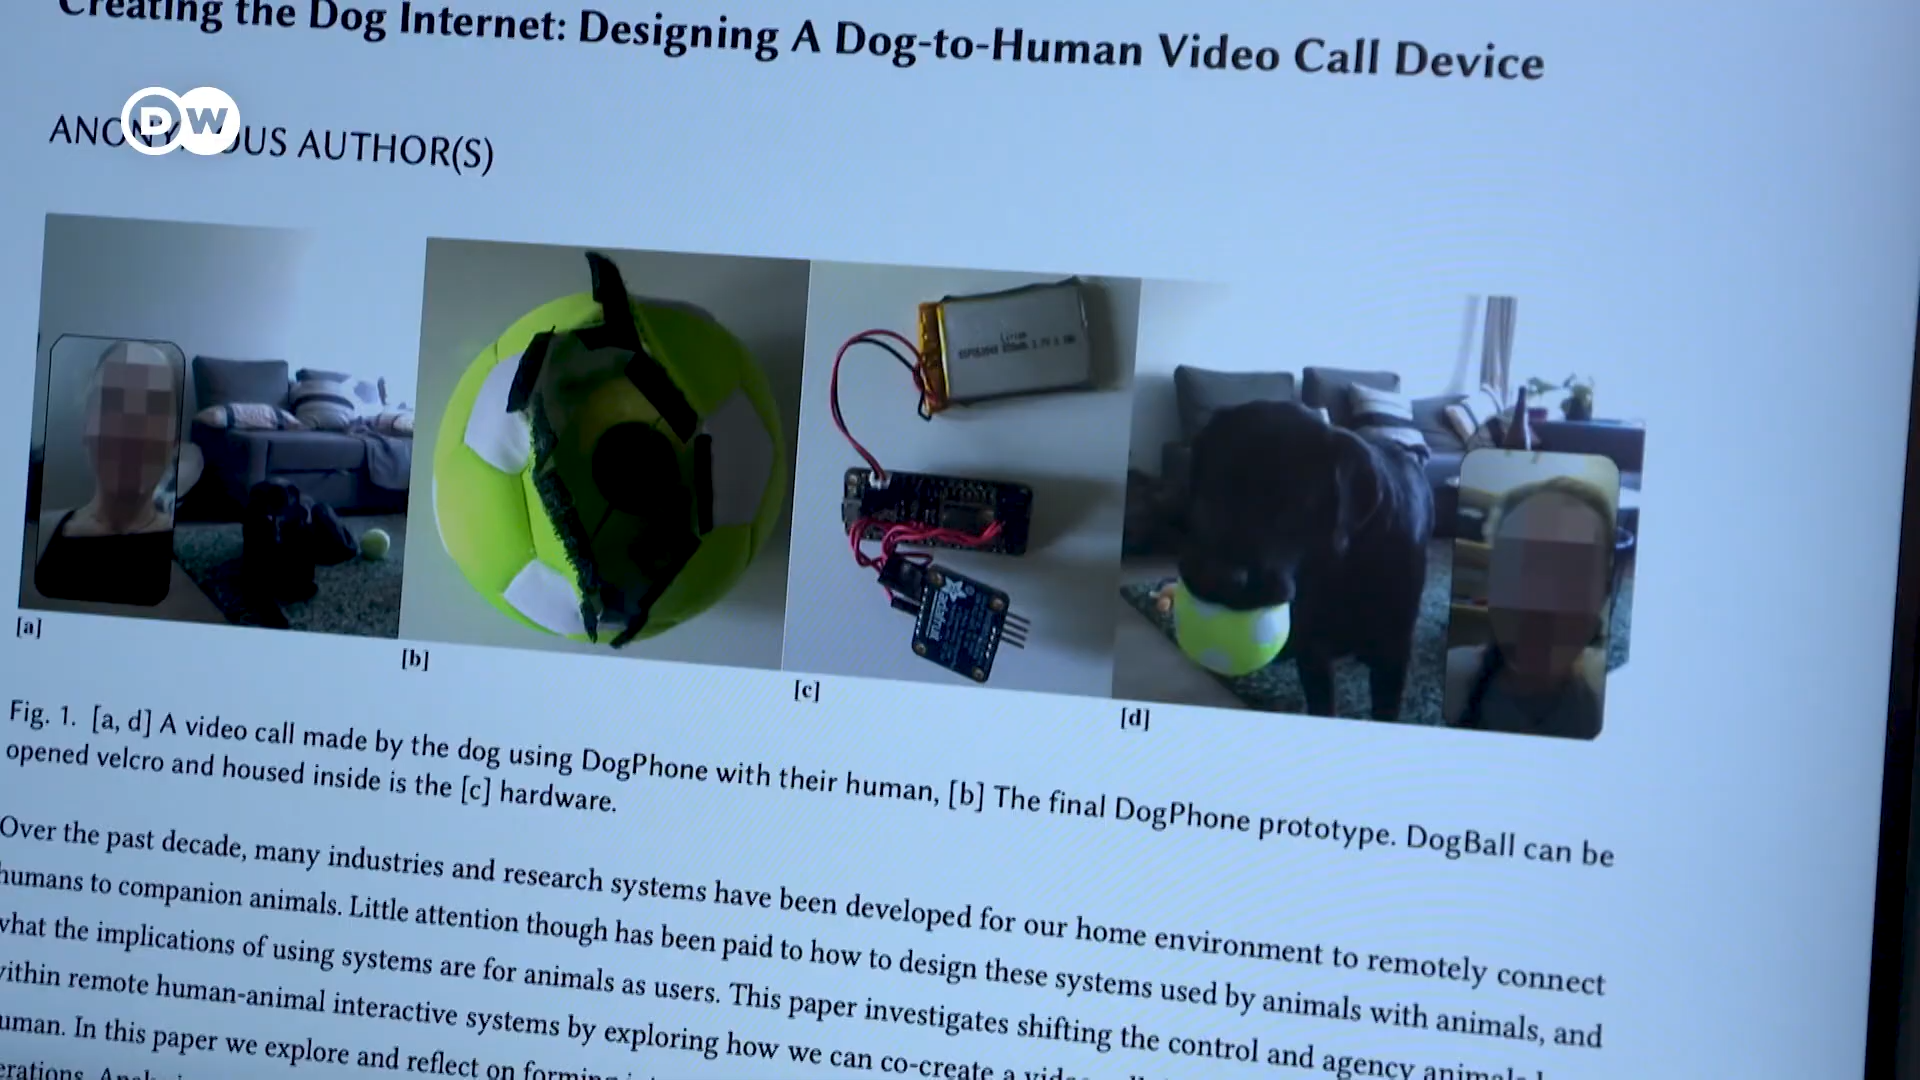 Creating the Dog Internet: Designing A Dog-to-Human Video Call Device
DW
AUTHOR(S)
[a]
[b]
[c]
[d]
adafruit
Fig. 1. [a, d] A video call made by the dog using DogPhone with their human, [b] The final DogPhone prototype. DogBall can be
opened velcro and housed inside is the [c] hardware.
Over the past decade, many industries and research systems have been developed for our home environment to remotely connect
humans to companion animals. Little attention though has been paid to how to design these systems used by animals with animals, and
what the implications of using systems are for animals as users. This paper investigates shifting the control and agency
within remote human-animal interactive systems by exploring how we can co-create a
In this paper we explore and reflect on